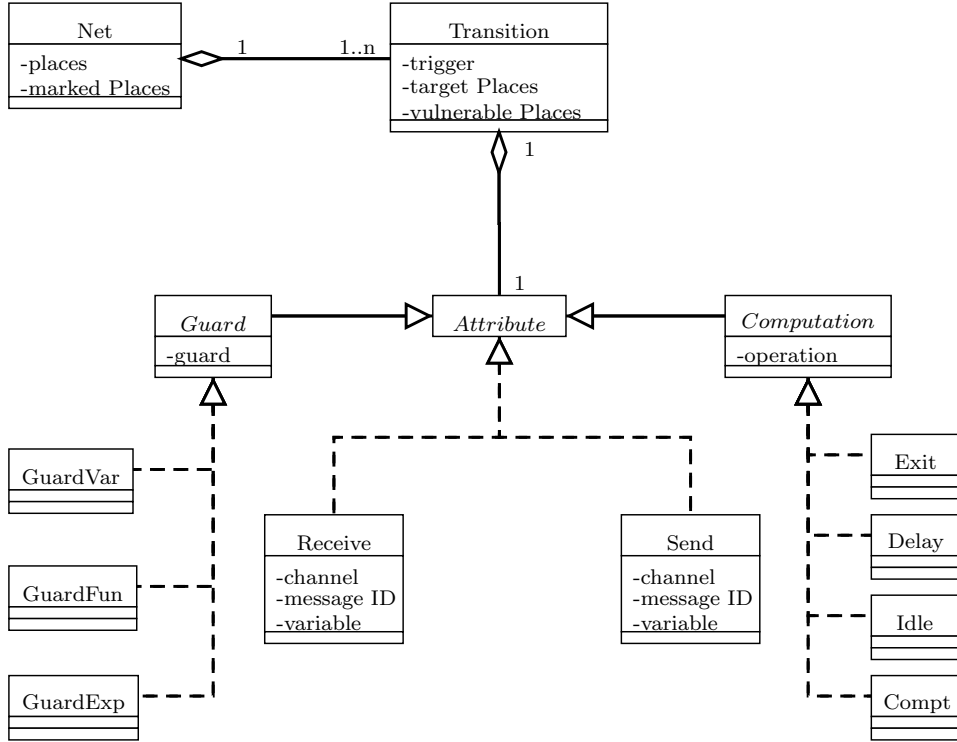 Net
-places
-marked Places
1
1..n
Transition
-trigger
-target Places
-vulnerable Places
1
1
Guard
-guard
Attribute
Computation
-operation
GuardVar
GuardFun
GuardExp
Receive
-channel
-message ID
-variable
Send
-channel
-message ID
-variable
Exit
Delay
Idle
Compt